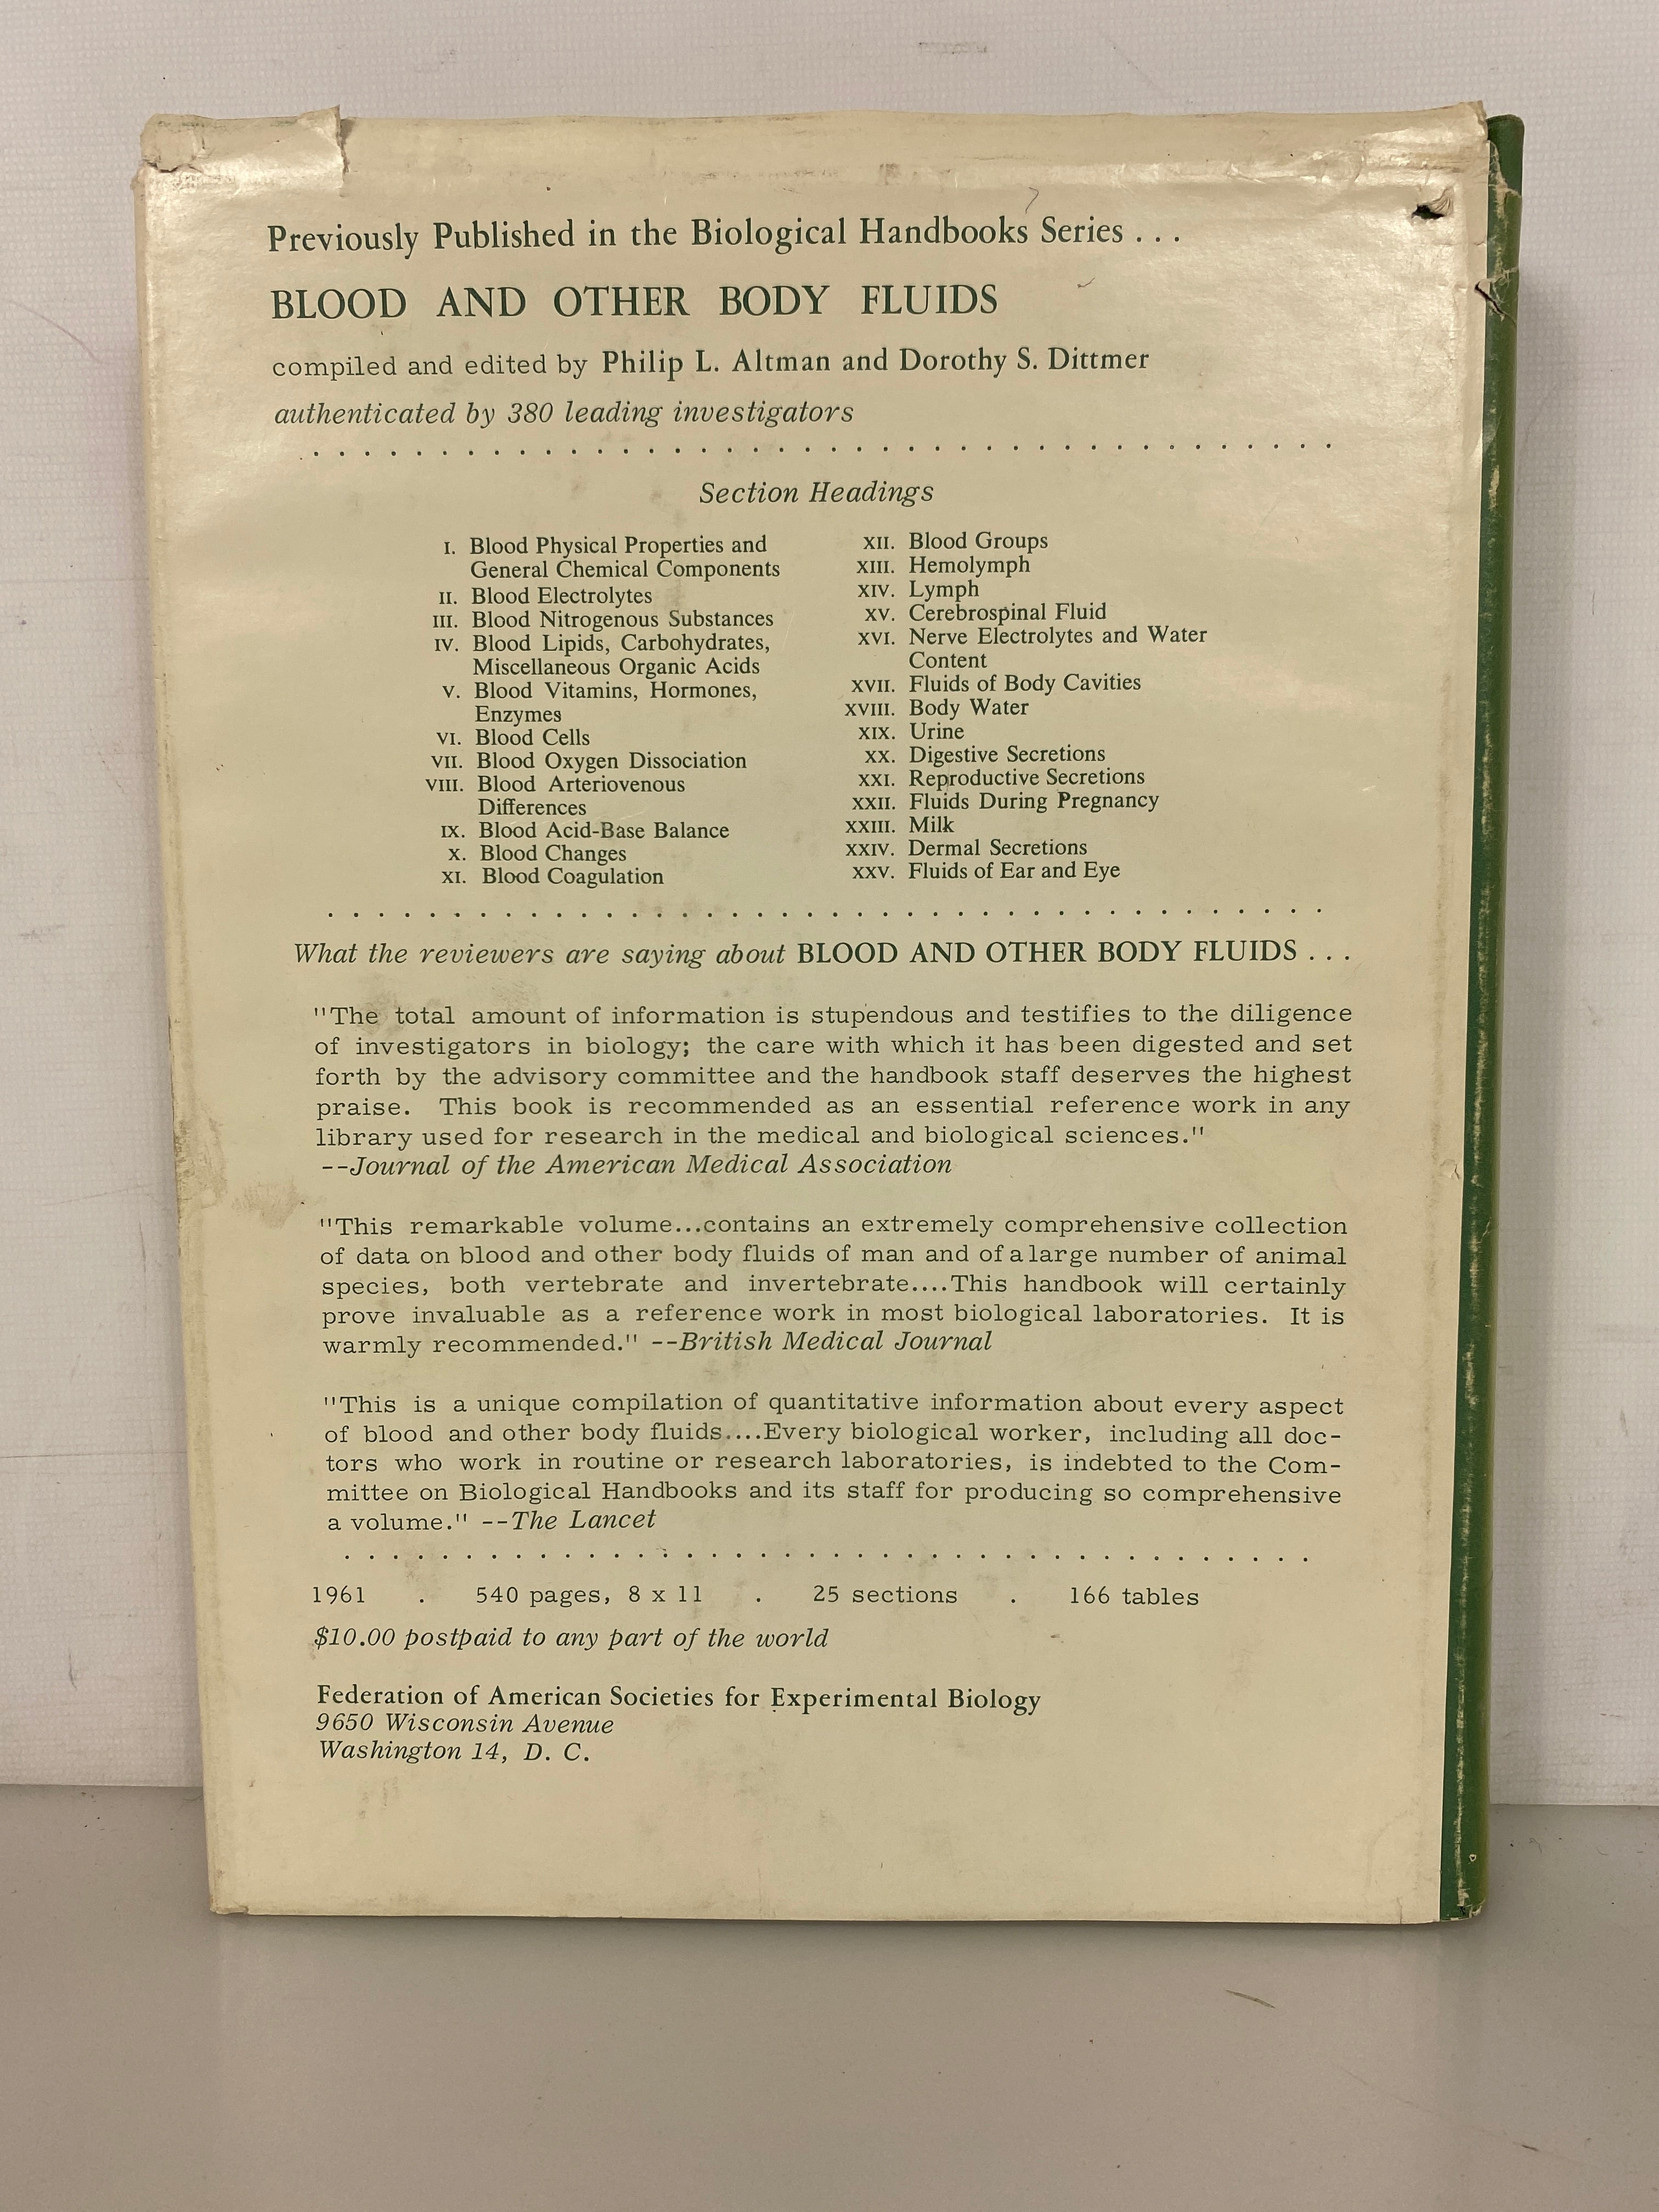 Previously Published in the Biological Handbooks Series . . .
BLOOD AND OTHER BODY FLUIDS
compiled and edited by Philip L. Altman and Dorothy S. Dittmer
authenticated by 380 leading investigators
Section Headings
I. Blood Physical Properties and
General Chemical Components
II. Blood Electrolytes
III. Blood Nitrogenous Substances
IV. Blood Lipids, Carbohydrates,
Miscellaneous Organic Acids
V. Blood Vitamins, Hormones,
Enzymes
VI. Blood Cells
VII. Blood Oxygen Dissociation
VIII. Blood Arteriovenous
Differences
IX. Blood Acid-Base Balance
X. Blood Changes
XI. Blood Coagulation
XII. Blood Groups
XIII. Hemolymph
XIV. Lymph
XV. Cerebrospinal Fluid
XVI. Nerve Electrolytes and Water
Content
XVII. Fluids of Body Cavities
XVIII. Body Water
XIX. Urine
XX. Digestive Secretions
XXI. Reproductive Secretions
XXII. Fluids During Pregnancy
XXIII. Milk
XXIV. Dermal Secretions
XXV. Fluids of Ear and Eye
What the reviewers are saying about BLOOD AND OTHER BODY FLUIDS . . .
"The total amount of information is stupendous and testifies to the diligence
of investigators in biology; the care with which it has been digested and set
forth by the advisory committee and the handbook staff deserves the highest
praise. This book is recommended as an essential reference work in any
library used for research in the medical and biological sciences."
--Journal of the American Medical Association
"This remarkable volume...contains an extremely comprehensive collection
of data on blood and other body fluids of man and of a large number of animal
species, both vertebrate and invertebrate....This handbook will certainly
prove invaluable as a reference work in most biological laboratories. It is
warmly recommended." --British Medical Journal
"This is a unique compilation of quantitative information about every aspect
of blood and other body fluids....Every biological worker, including all doc-
tors who work in routine or research laboratories, is indebted to the Com-
mittee on Biological Handbooks and its staff for producing so comprehensive
a volume." --The Lancet
1961 . 540 pages, 8 x 11 . 25 sections . 166 tables
$10.00 postpaid to any part of the world
Federation of American Societies for Experimental Biology
9650 Wisconsin Avenue
Washington 14, D. C.